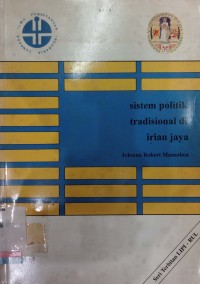 sistem politik
tradisional di
irian jaya
Johszua Robert Mansoben
Seri Terbitan LIPI - RUL